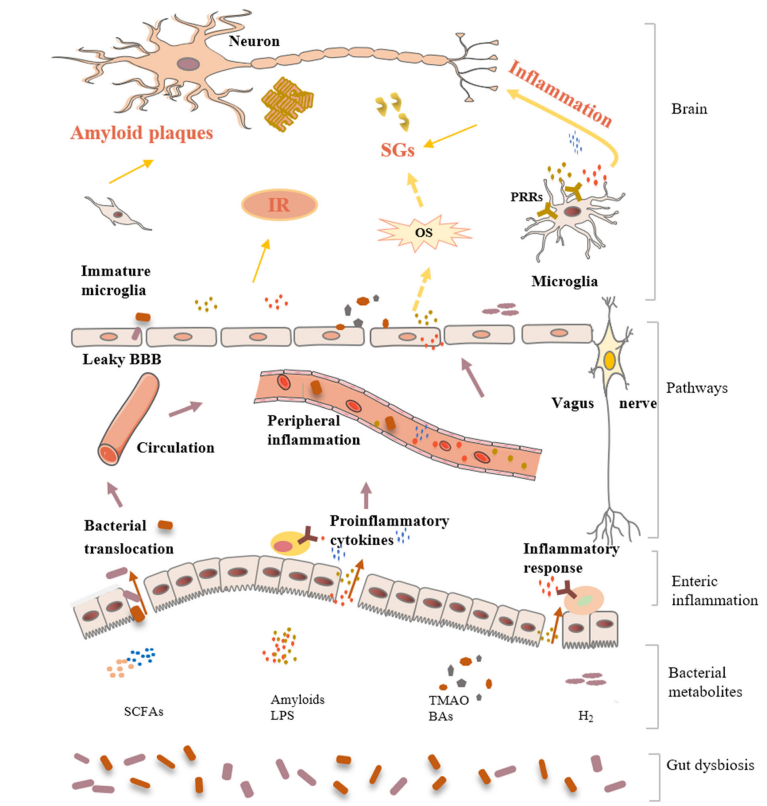 Neuron
Inflammation
Brain
Amyloid plaques
SGs
PRRs
IR
OS
Immature
microglia
Microglia
Leaky BBB
Pathways
Vagus nerve
Peripheral
inflammation
Circulation
Bacterial
translocation
Proinflammatory
cytokines
Inflammatory
response
Enteric
inflammation
Bacterial
metabolites
SCFAs
Amyloids
LPS
TMAO
BAs
H₂
Gut dysbiosis